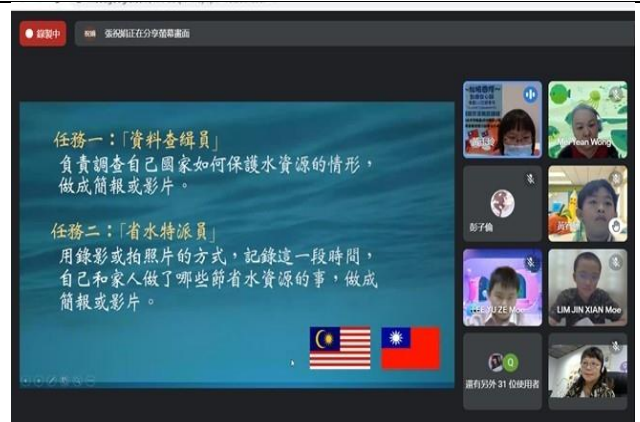 錄製中
張祝娟正在分享螢幕畫面
任務一：「資料查緝員」
負責調查自己國家如何保護水資源的情形，
做成簡報或影片。
任務二：「省水特派員」
用錄影或拍照片的方式，記錄這一段時間，
自己和家人做了哪些節省水資源的事，做成
簡報或影片。
Mei Yean Wong
彭子倫
LEE YU ZE Moe
LIM JIN XIAN Moe
Q
還有另外 31 位使用者